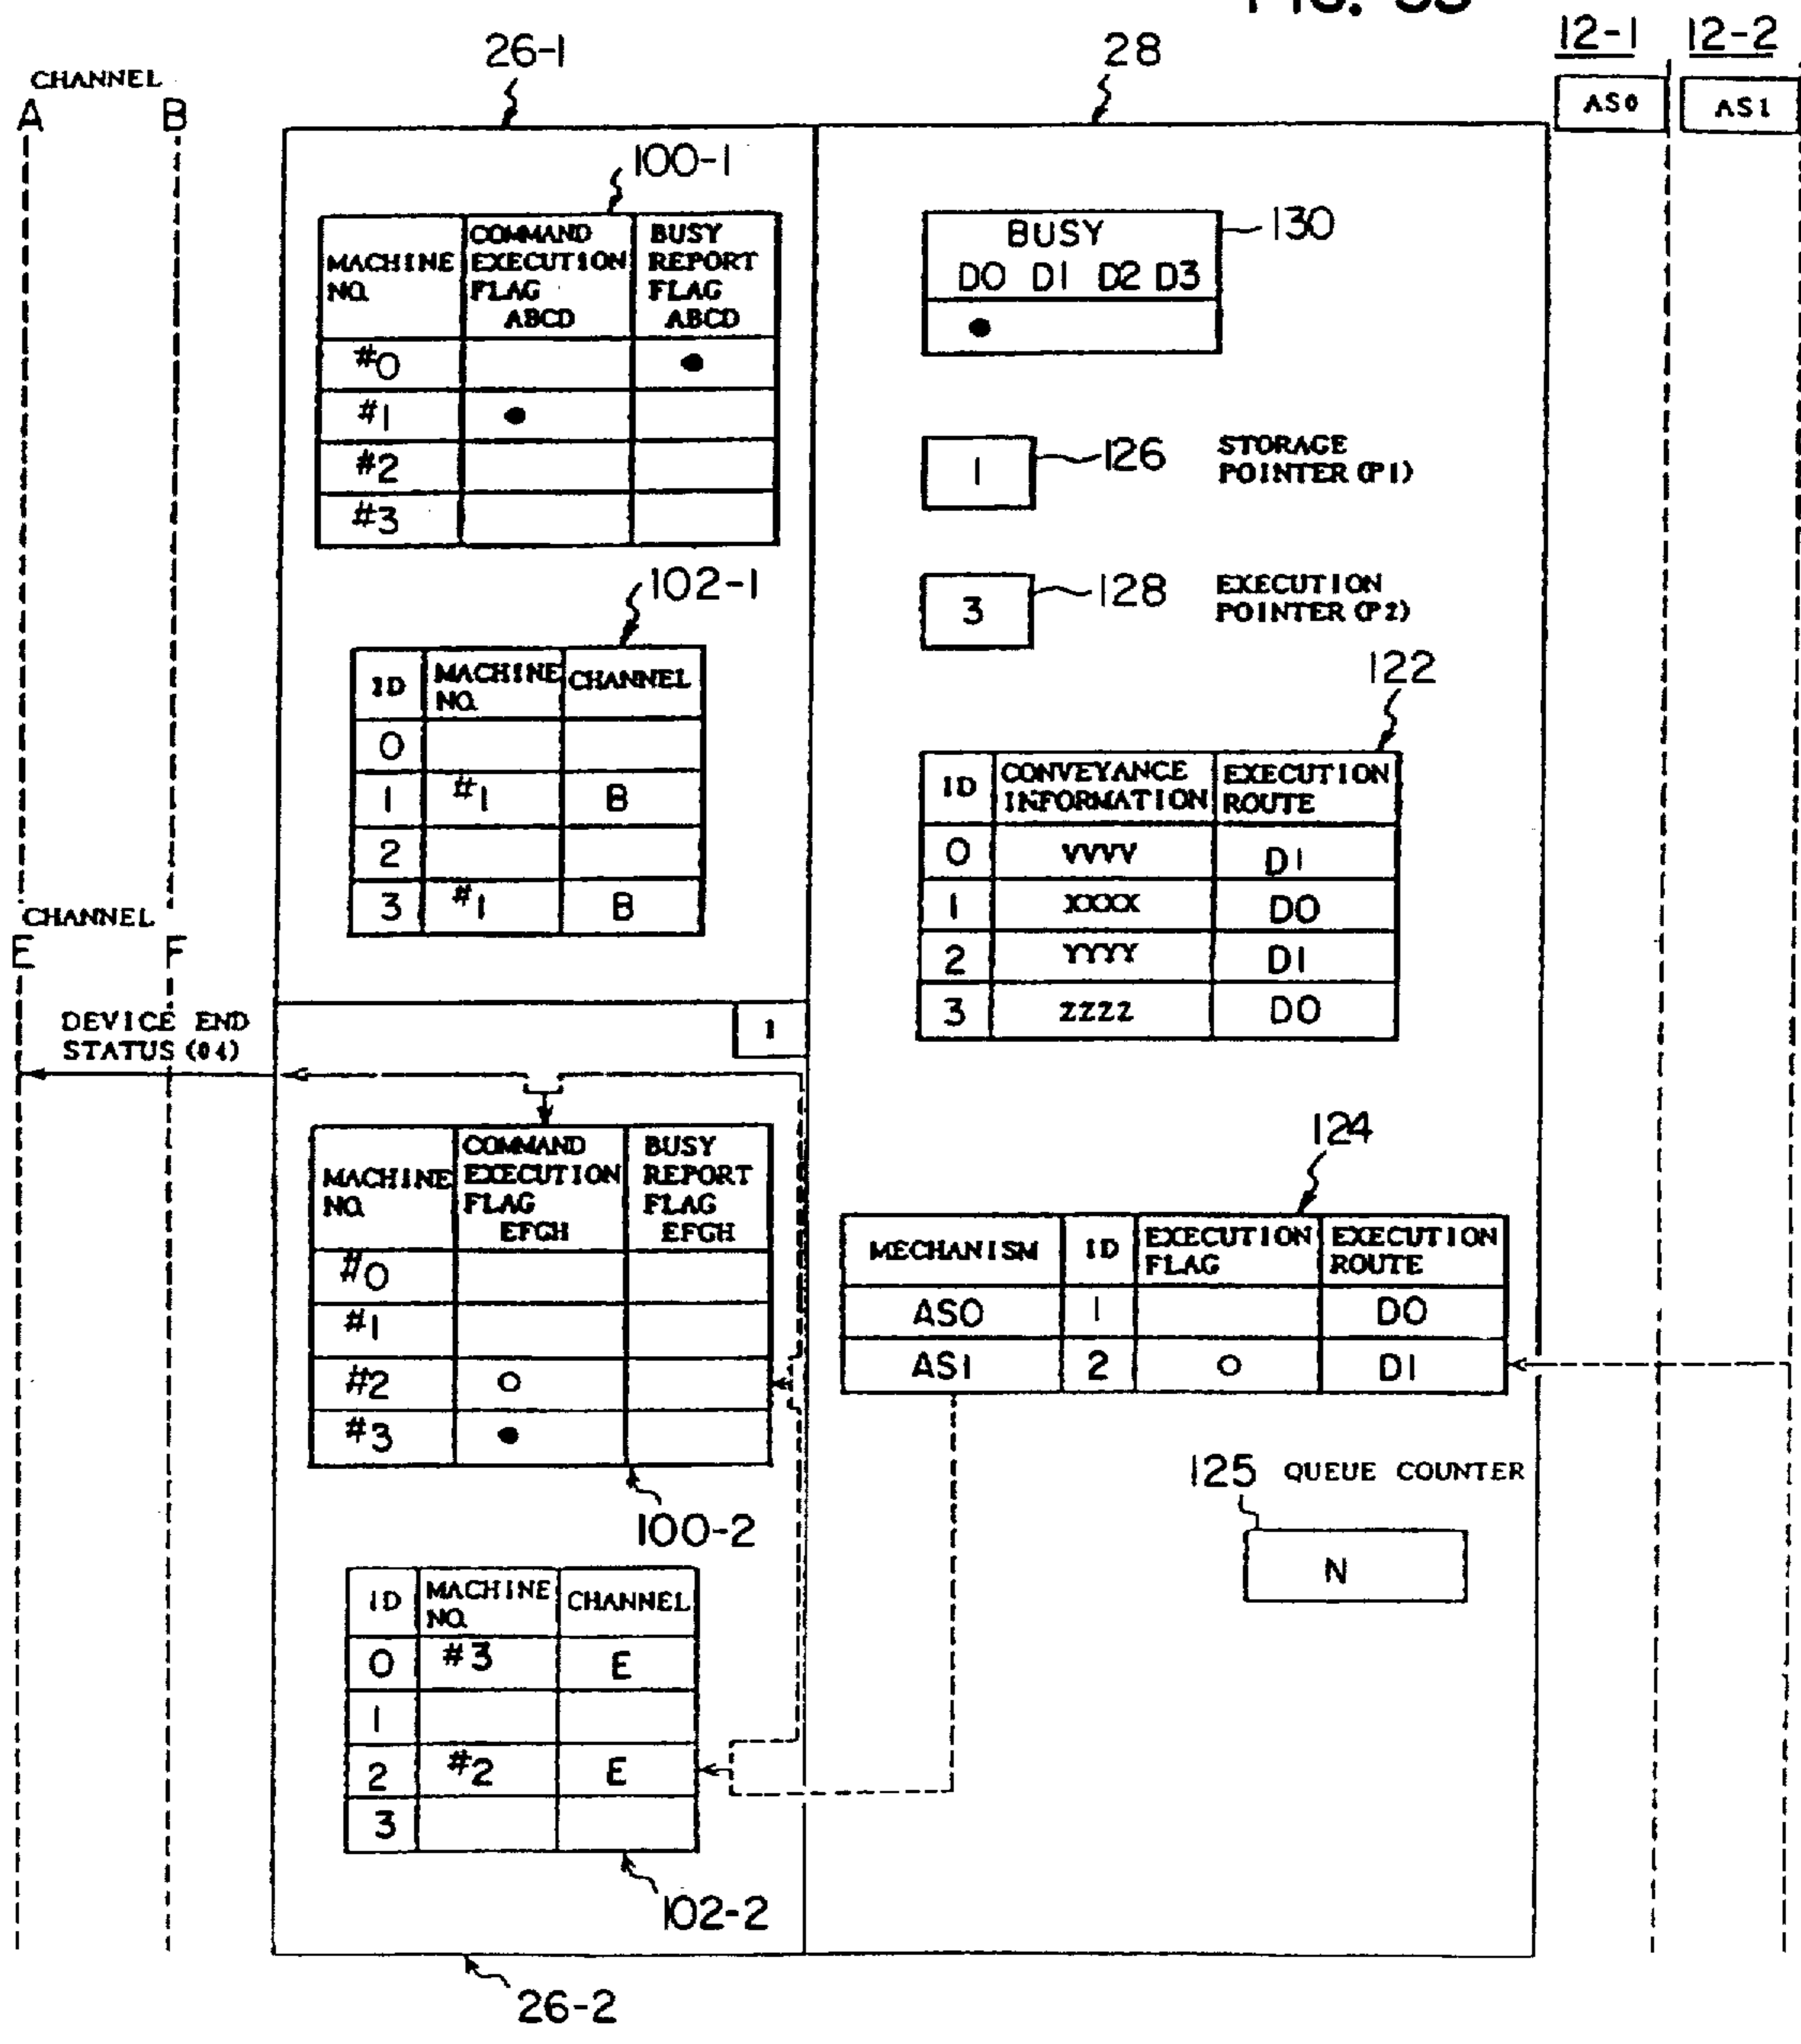 12-1 12-2
26-1 28
CHANNEL
A B
AS0 AS1
100-1
MACHINE NO.
COMMAND EXECUTION FLAG ABCD
BUSY REPORT FLAG ABCD
#0 ●
#1 ●
#2
#3
BUSY
D0 D1 D2 D3
●
130
1 126 STORAGE POINTER (P1)
3 128 EXECUTION POINTER (P2)
102-1
ID MACHINE NO. CHANNEL
0
1 #1 B
2
3 #1 B
122
ID CONVEYANCE INFORMATION EXECUTION ROUTE
0 VVVV D1
1 XXXX D0
2 YYYY D1
3 ZZZZ D0
CHANNEL
E F
DEVICE END
STATUS (04)
1
MACHINE NO.
COMMAND EXECUTION FLAG EFGH
BUSY REPORT FLAG EFGH
#0
#1
#2 ○
#3 ●
100-2
124
MECHANISM ID EXECUTION FLAG EXECUTION ROUTE
AS0 1 D0
AS1 2 ○ D1
125 QUEUE COUNTER
N
ID MACHINE NO. CHANNEL
0 #3 E
1
2 #2 E
3
102-2
26-2